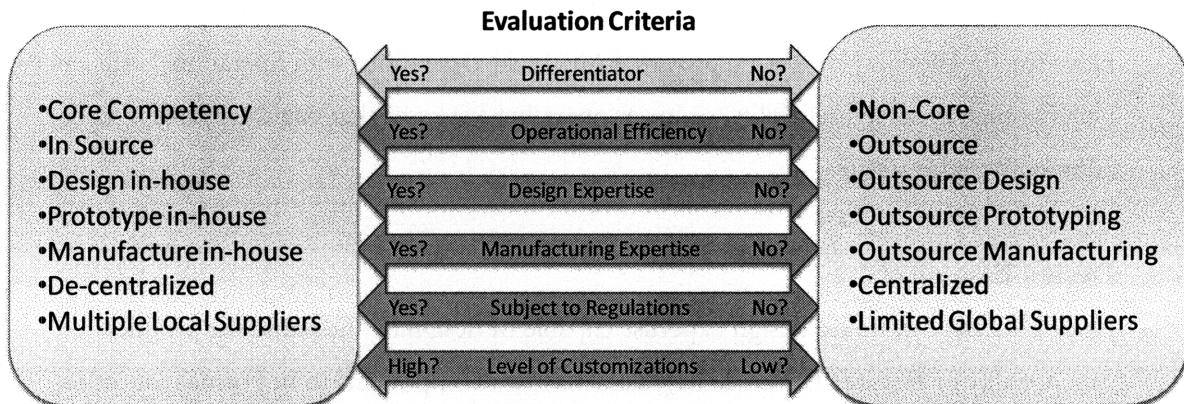 Evaluation Criteria
•Core Competency
•In Source
•Design in-house
•Prototype in-house
•Manufacture in-house
•De-centralized
•Multiple Local Suppliers
Yes? Differentiator No?
Yes? Operational Efficiency No?
Yes? Design Expertise No?
Yes? Manufacturing Expertise No?
Yes? Subject to Regulations No?
High? Level of Customizations Low?
•Non-Core
•Outsource
•Outsource Design
•Outsource Prototyping
•Outsource Manufacturing
•Centralized
•Limited Global Suppliers